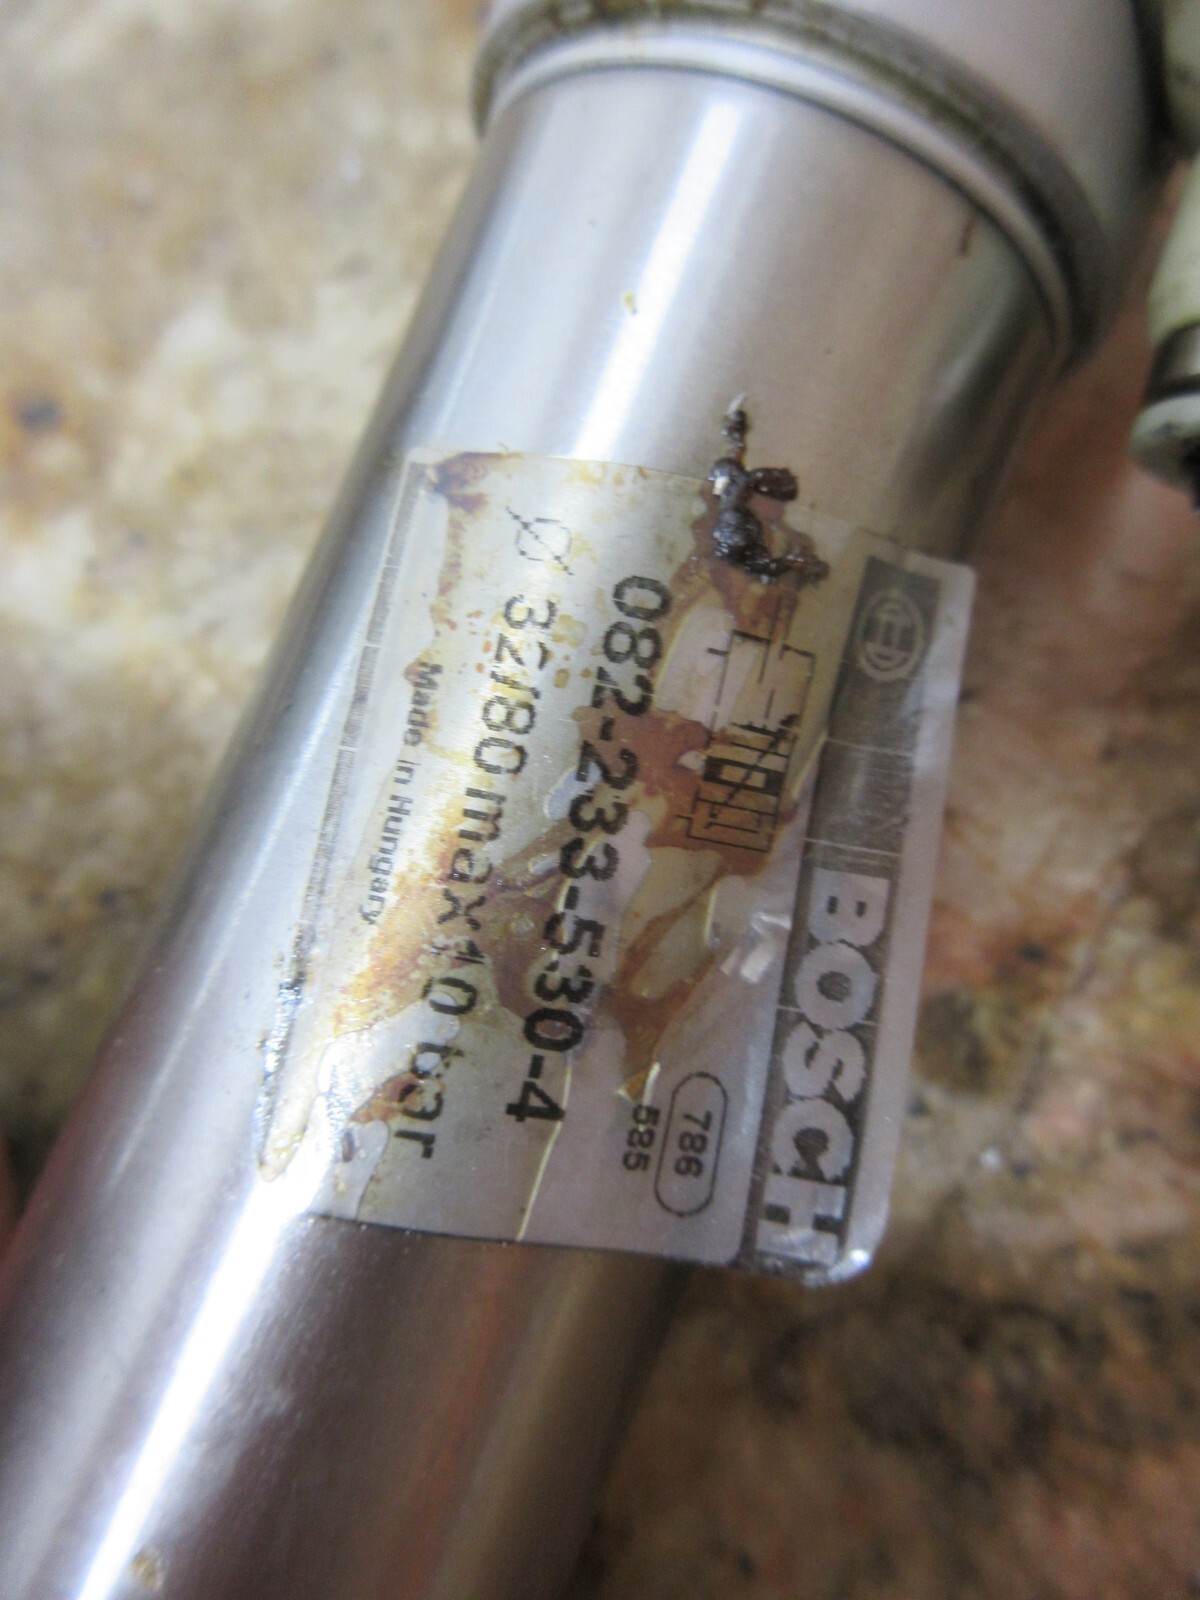 BOSCH
786
585
082-233-530-4
Ø 32/80 max10 bar
Made in Hungary